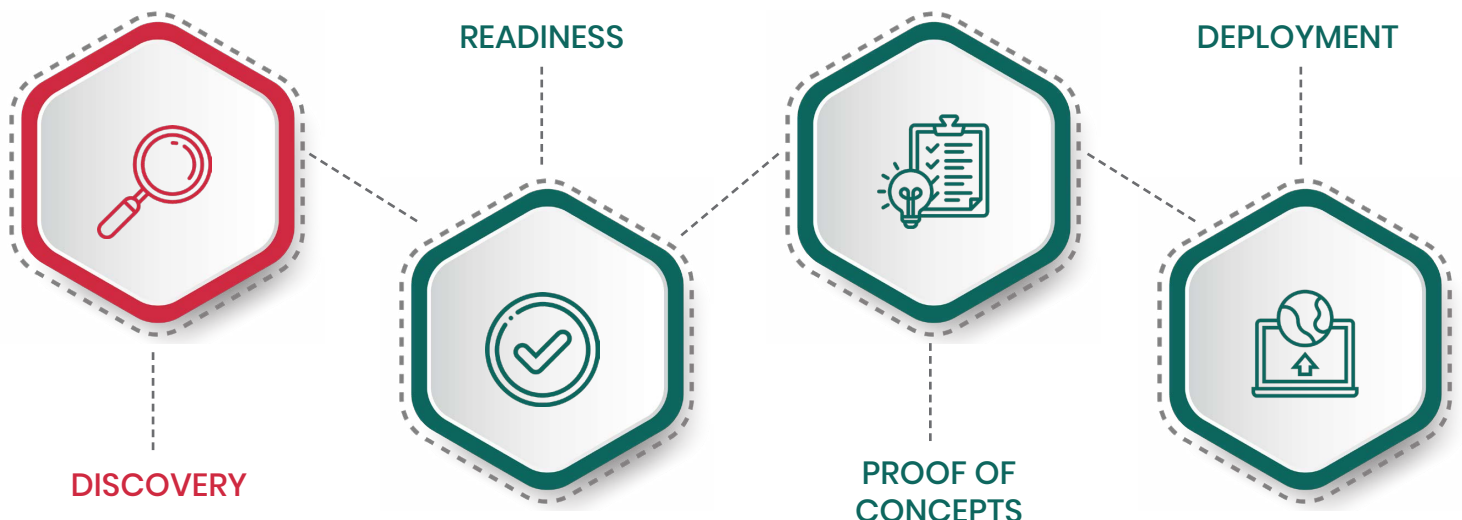 READINESS
DEPLOYMENT
DISCOVERY
PROOF OF
CONCEPTS